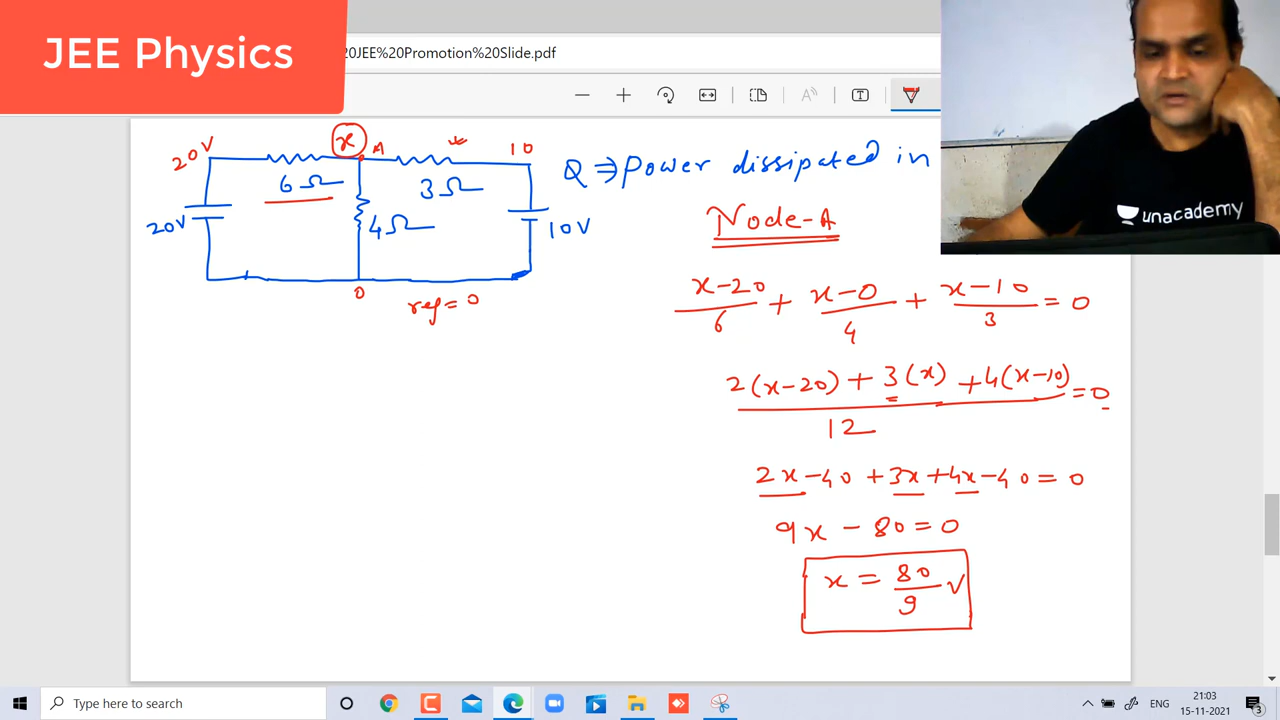 JEE Physics
20JEE%20Promotion%20Slide.pdf
20V x A 10
6Ω 3Ω
20V 4Ω 10V
0 ref = 0
Q ⇒ Power dissipated in
Node-A
x-20/6 + x-0/4 + x-10/3 = 0
2(x-20) + 3(x) + 4(x-10)/12 = 0
2x - 40 + 3x + 4x - 40 = 0
9x - 80 = 0
x = 80/9 V
unacademy
Type here to search
ENG
21:03
15-11-2021
3